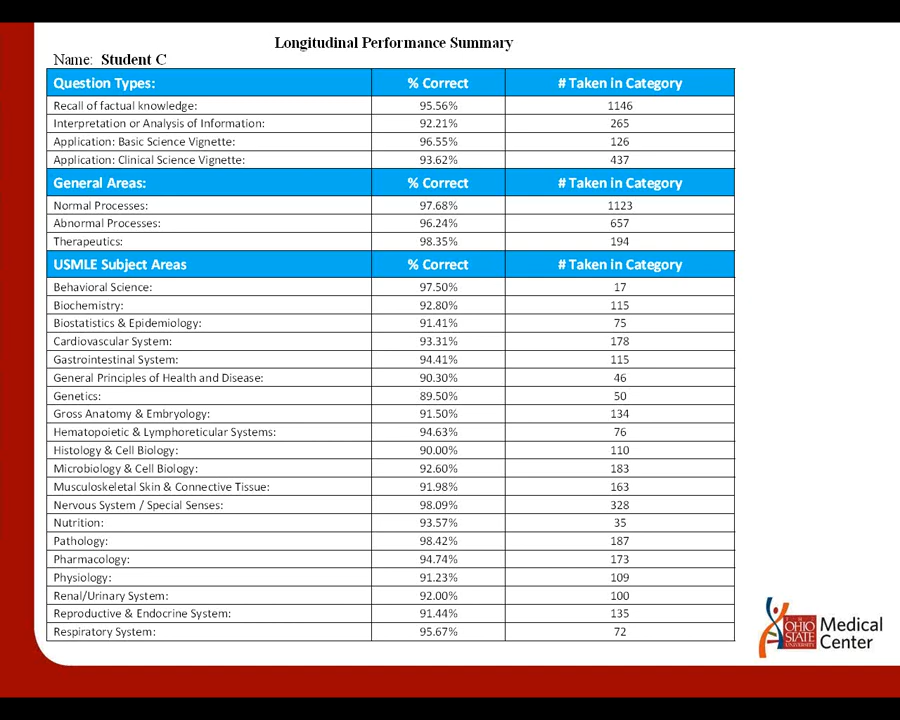 Longitudinal Performance Summary
Name: Student C
Question Types: % Correct # Taken in Category
Recall of factual knowledge: 95.56% 1146
Interpretation or Analysis of Information: 92.21% 265
Application: Basic Science Vignette: 96.55% 126
Application: Clinical Science Vignette: 93.62% 437
General Areas: % Correct # Taken in Category
Normal Processes: 97.68% 1123
Abnormal Processes: 96.24% 657
Therapeutics: 98.35% 194
USMLE Subject Areas % Correct # Taken in Category
Behavioral Science: 97.50% 17
Biochemistry: 92.80% 115
Biostatistics & Epidemiology: 91.41% 75
Cardiovascular System: 93.31% 178
Gastrointestinal System: 94.41% 115
General Principles of Health and Disease: 90.30% 46
Genetics: 89.50% 50
Gross Anatomy & Embryology: 91.50% 134
Hematopoietic & Lymphoreticular Systems: 94.63% 76
Histology & Cell Biology: 90.00% 110
Microbiology & Cell Biology: 92.60% 183
Musculoskeletal Skin & Connective Tissue: 91.98% 163
Nervous System / Special Senses: 98.09% 328
Nutrition: 93.57% 35
Pathology: 98.42% 187
Pharmacology: 94.74% 173
Physiology: 91.23% 109
Renal/Urinary System: 92.00% 100
Reproductive & Endocrine System: 91.44% 135
Respiratory System: 95.67% 72
OHIO
STATE
UNIVERSITY
Medical
Center